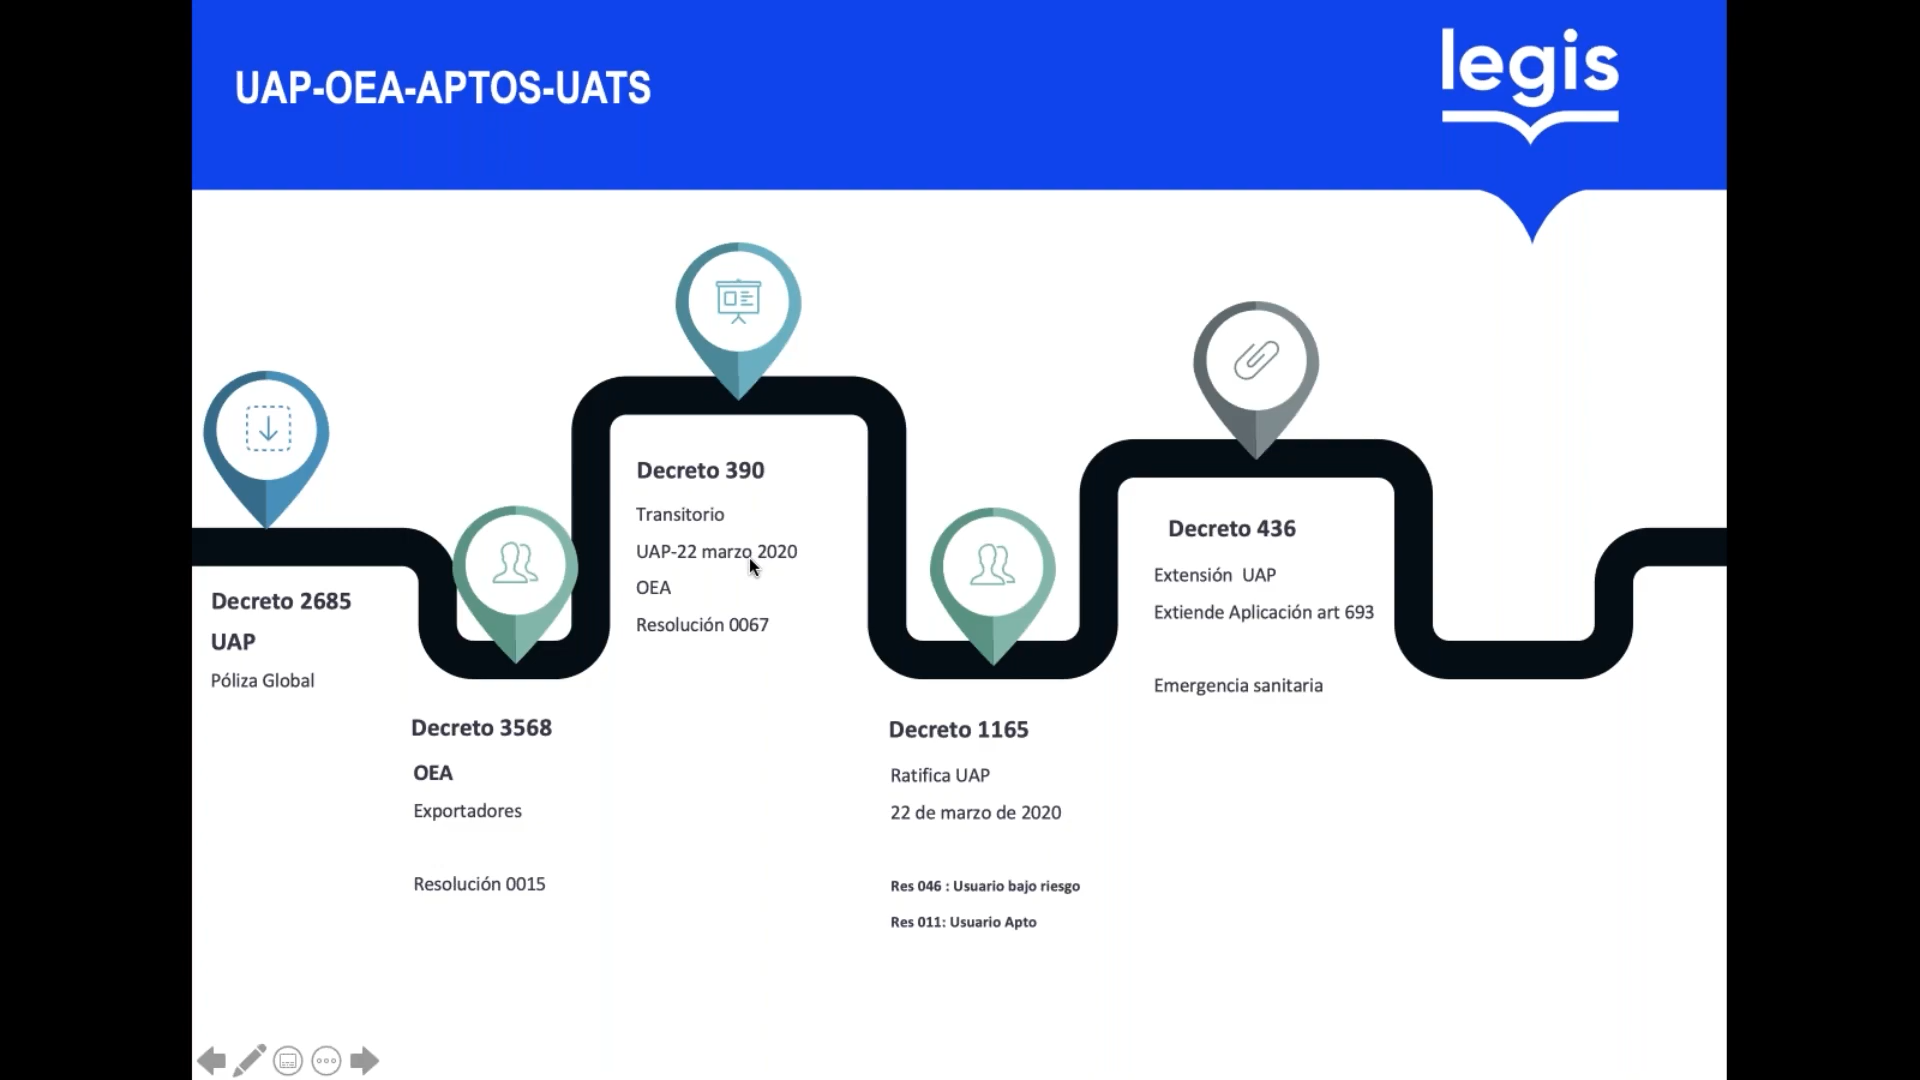 UAP-OEA-APTOS-UATS
legis
Decreto 2685
UAP
Póliza Global
Decreto 3568
OEA
Exportadores
Resolución 0015
Decreto 390
Transitorio
UAP-22 marzo 2020
OEA
Resolución 0067
Decreto 1165
Ratifica UAP
22 de marzo de 2020
Res 046 : Usuario bajo riesgo
Res 011: Usuario Apto
Decreto 436
Extensión  UAP
Extiende Aplicación art 693
Emergencia sanitaria